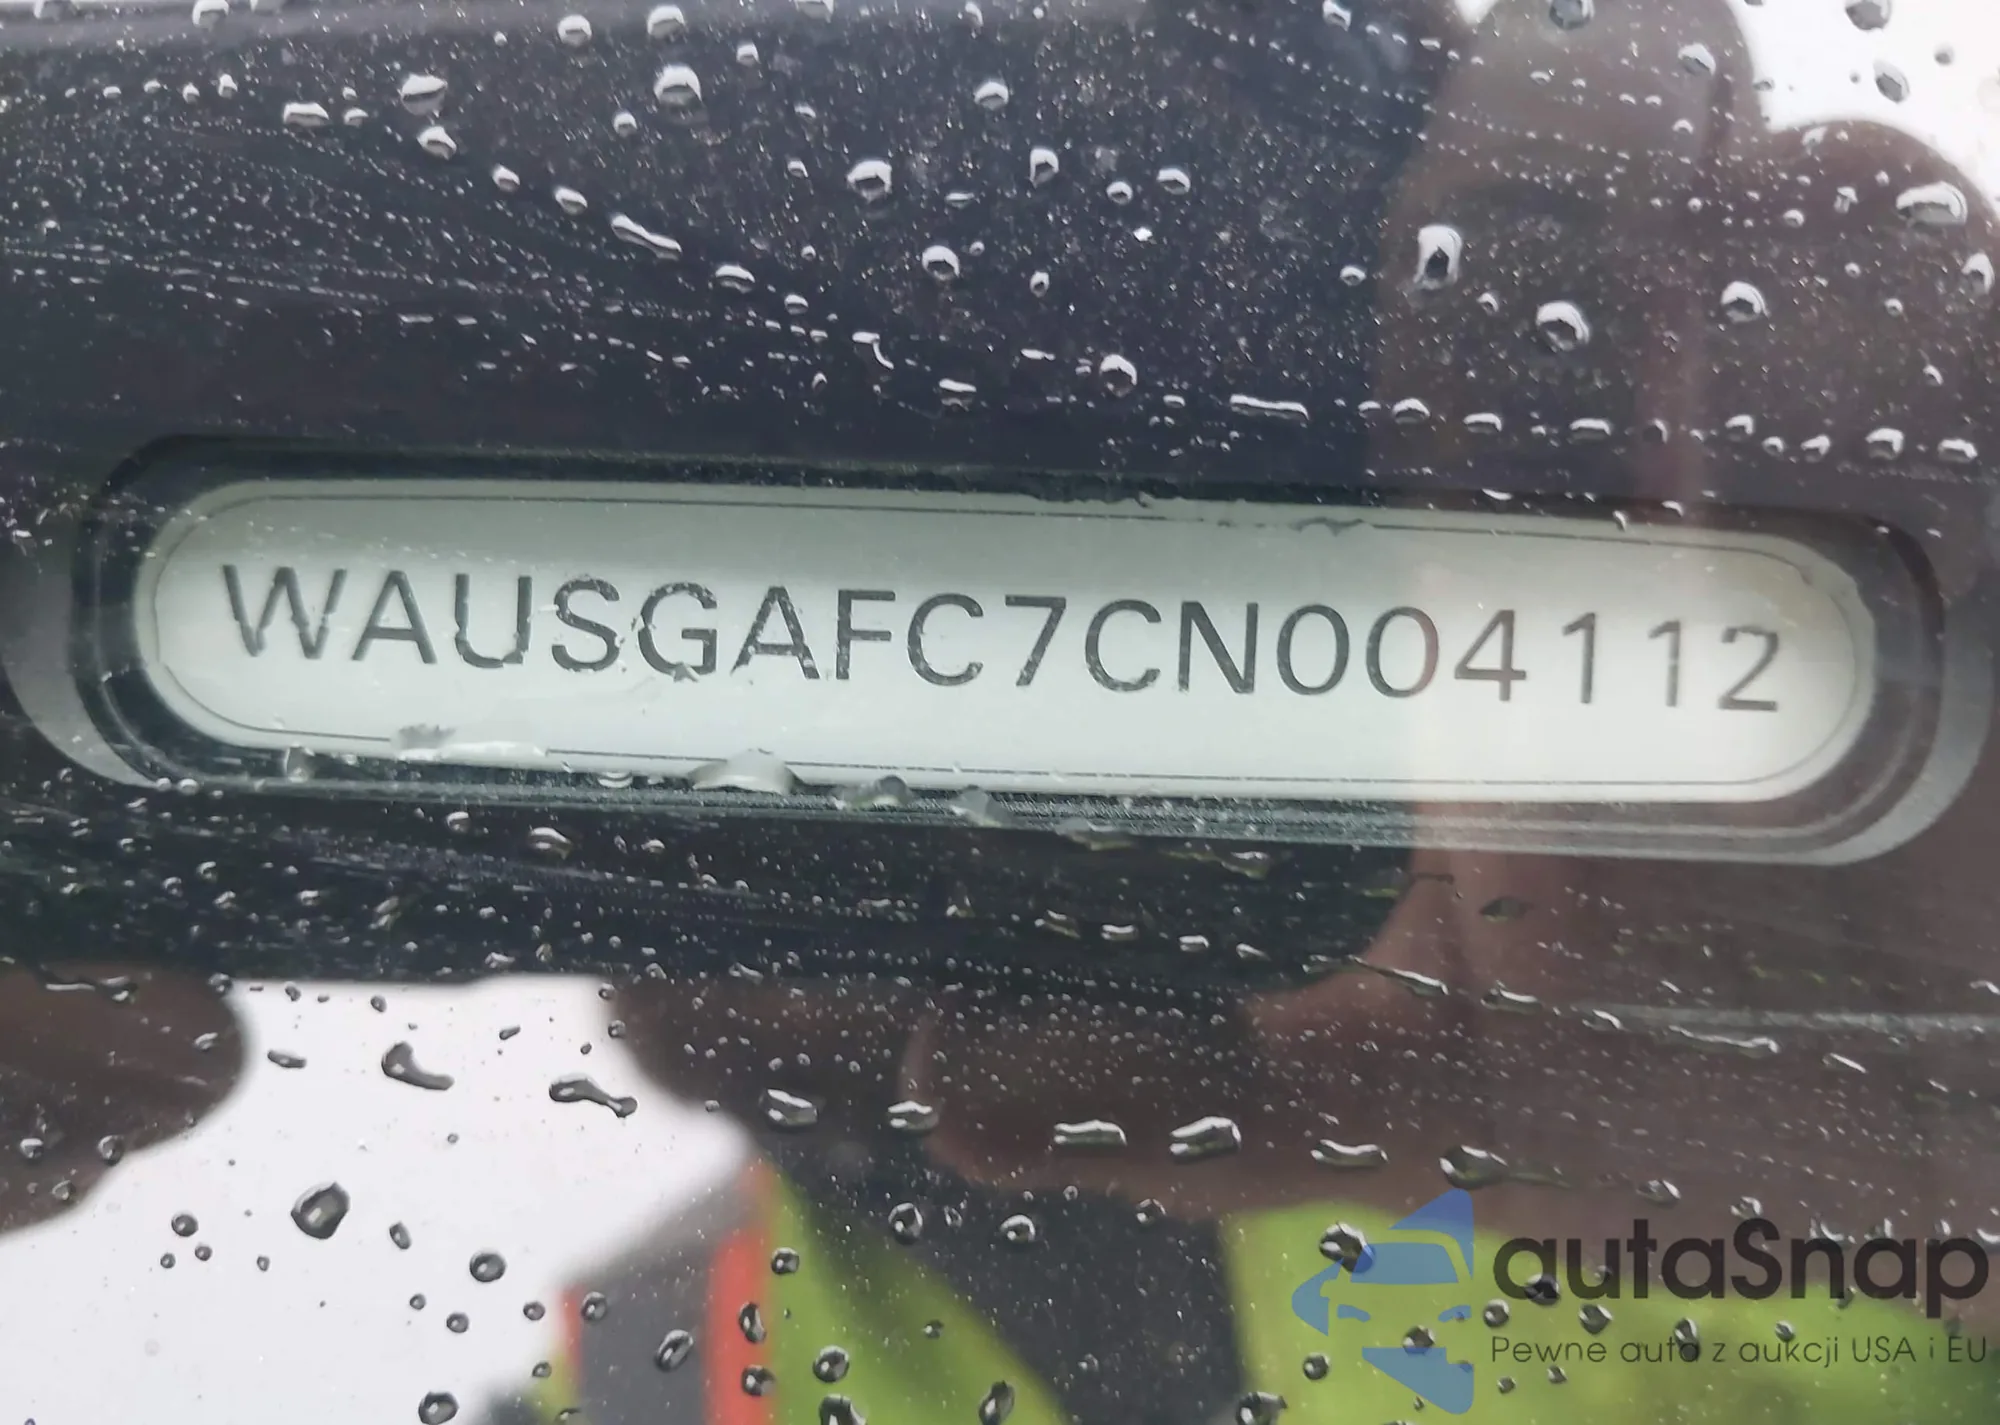 WAUSGAFC7CN004112
autaSnap
Pewne auta z aukcji USA i EU